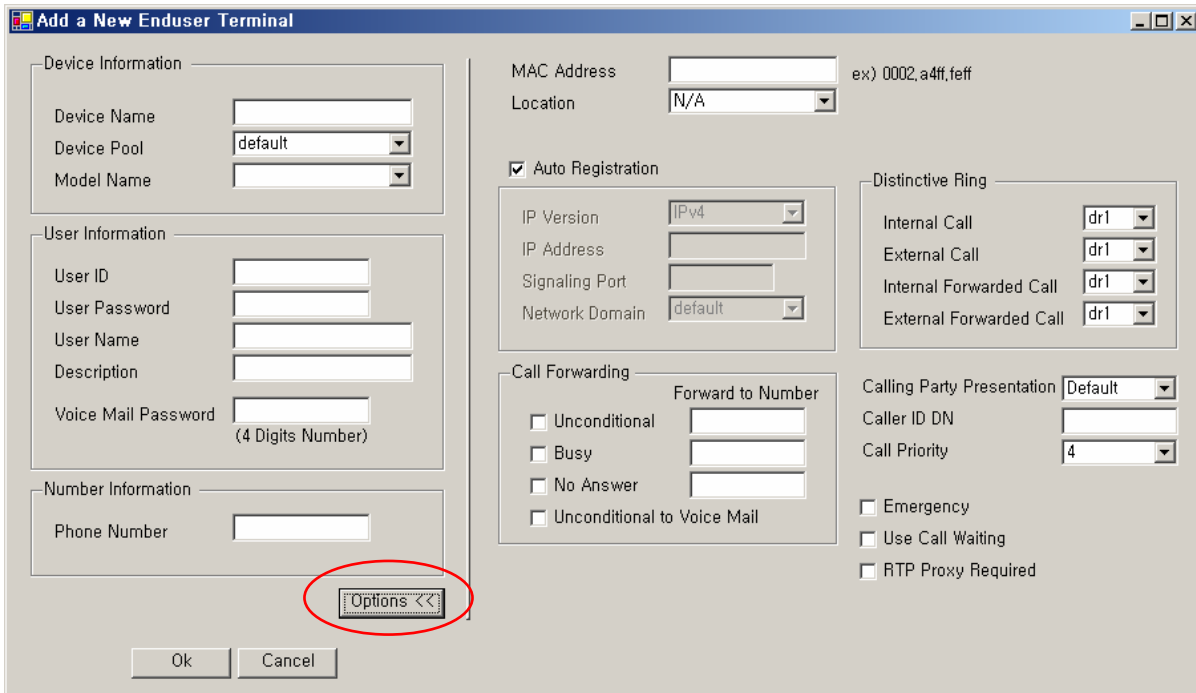 Add a New Enduser Terminal
Device Information
Device Name
Device Pool default
Model Name
User Information
User ID
User Password
User Name
Description
Voice Mail Password
(4 Digits Number)
Number Information
Phone Number
Options <<
Ok Cancel
MAC Address ex) 0002.a4ff.feff
Location N/A
Auto Registration
IP Version IPv4
IP Address
Signaling Port
Network Domain default
Call Forwarding
Forward to Number
Unconditional
Busy
No Answer
Unconditional to Voice Mail
Distinctive Ring
Internal Call dr1
External Call dr1
Internal Forwarded Call dr1
External Forwarded Call dr1
Calling Party Presentation Default
Caller ID DN
Call Priority 4
Emergency
Use Call Waiting
RTP Proxy Required